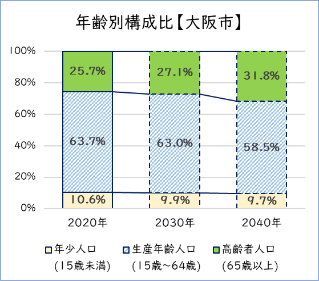 年齢別構成比【大阪市】
100%
80%
60%
40%
20%
0%
25.7% 27.1% 31.8%
63.7% 63.0% 58.5%
10.6% 9.9% 9.7%
2020年 2030年 2040年
年少人口 生産年齢人口 高齢者人口
(15歳未満) (15歳～64歳) (65歳以上)